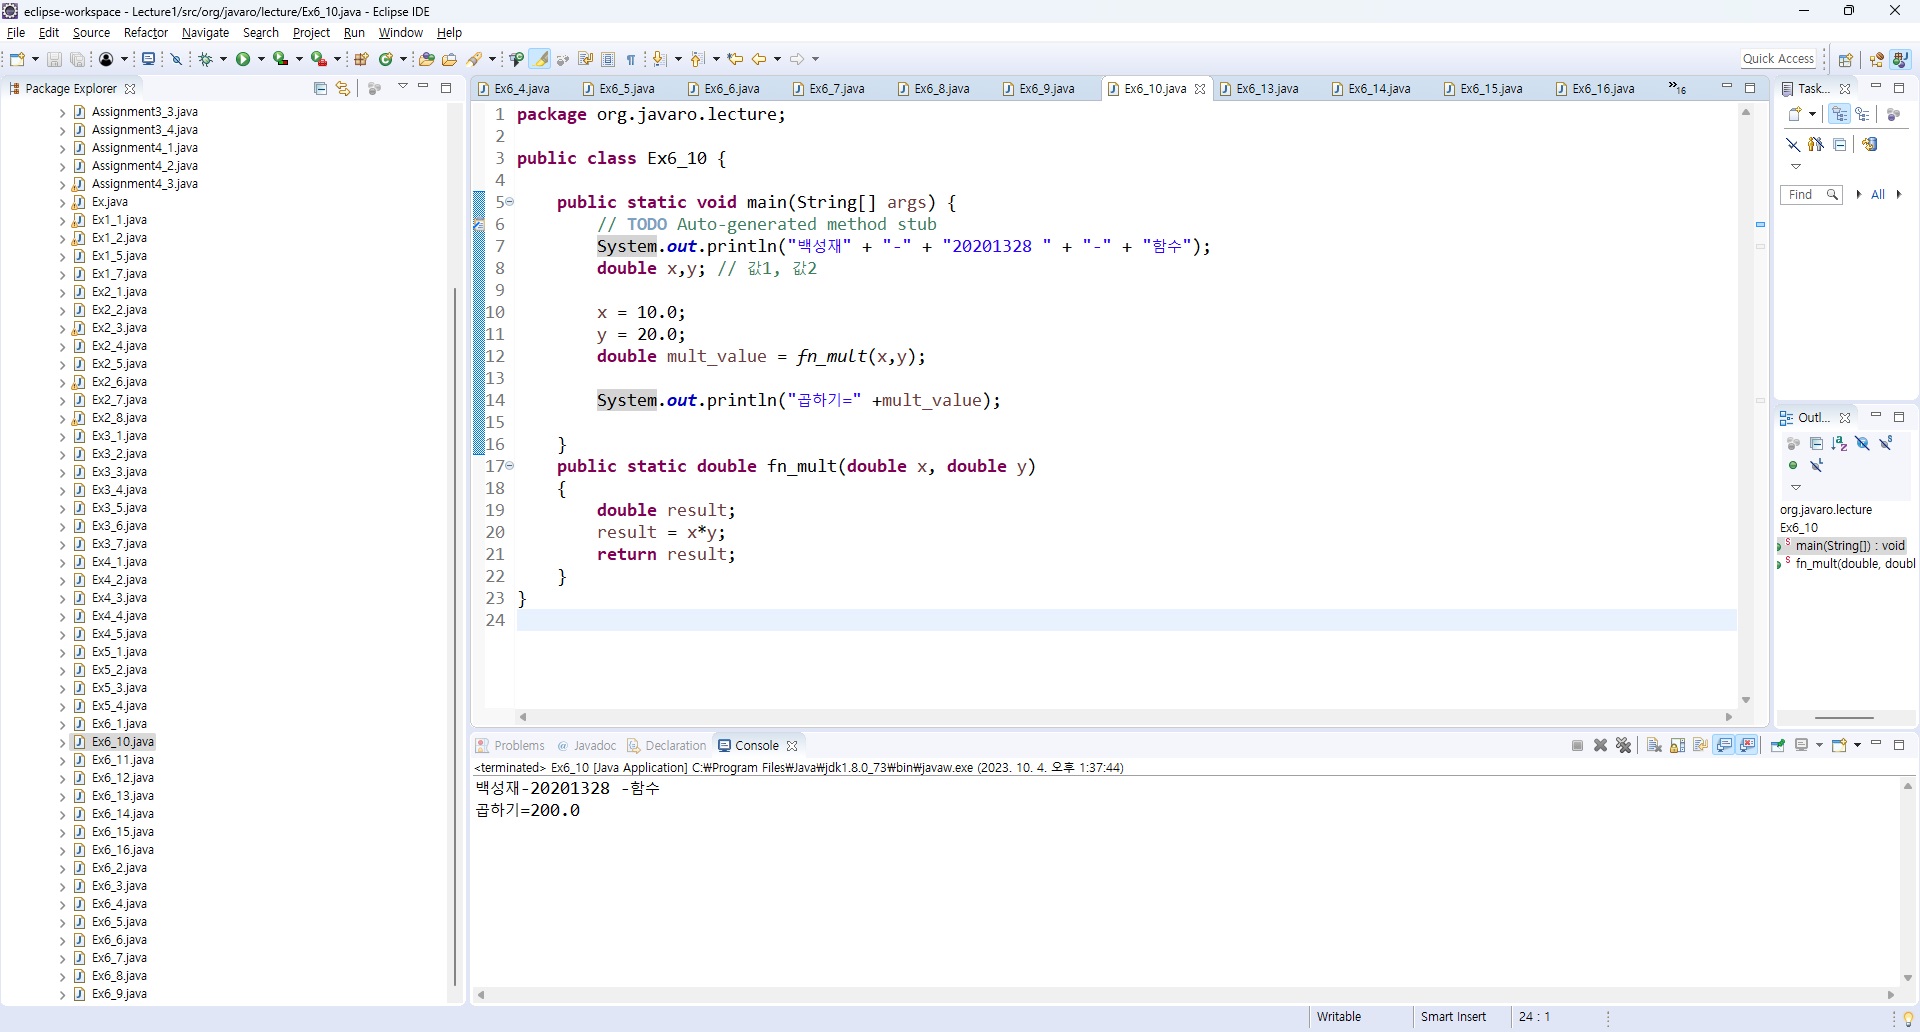 eclipse-workspace - Lecture1/src/org/javaro/lecture/Ex6_10.java - Eclipse IDE
File Edit Source Refactor Navigate Search Project Run Window Help
Quick Access
Package Explorer
Assignment3_3.java
Assignment3_4.java
Assignment4_1.java
Assignment4_2.java
Assignment4_3.java
Ex.java
Ex1_1.java
Ex1_2.java
Ex1_5.java
Ex1_7.java
Ex2_1.java
Ex2_2.java
Ex2_3.java
Ex2_4.java
Ex2_5.java
Ex2_6.java
Ex2_7.java
Ex2_8.java
Ex3_1.java
Ex3_2.java
Ex3_3.java
Ex3_4.java
Ex3_5.java
Ex3_6.java
Ex3_7.java
Ex4_1.java
Ex4_2.java
Ex4_3.java
Ex4_4.java
Ex4_5.java
Ex5_1.java
Ex5_2.java
Ex5_3.java
Ex5_4.java
Ex6_1.java
Ex6_10.java
Ex6_11.java
Ex6_12.java
Ex6_13.java
Ex6_14.java
Ex6_15.java
Ex6_16.java
Ex6_2.java
Ex6_3.java
Ex6_4.java
Ex6_5.java
Ex6_6.java
Ex6_7.java
Ex6_8.java
Ex6_9.java
Ex6_4.java Ex6_5.java Ex6_6.java Ex6_7.java Ex6_8.java Ex6_9.java Ex6_10.java Ex6_13.java Ex6_14.java Ex6_15.java Ex6_16.java »16
1 package org.javaro.lecture;
2
3 public class Ex6_10 {
4
5 public static void main(String[] args) {
6 // TODO Auto-generated method stub
7 System.out.println("백성재" + "-" + "20201328 " + "-" + "함수");
8 double x,y; // 값1, 값2
9
10 x = 10.0;
11 y = 20.0;
12 double mult_value = fn_mult(x,y);
13
14 System.out.println("곱하기=" +mult_value);
15
16 }
17 public static double fn_mult(double x, double y)
18 {
19 double result;
20 result = x*y;
21 return result;
22 }
23 }
24
Task...
Find All
Outl...
org.javaro.lecture
Ex6_10
main(String[]) : void
fn_mult(double, doubl
Problems @ Javadoc Declaration Console
<terminated> Ex6_10 [Java Application] C:₩Program Files₩Java₩jdk1.8.0_73₩bin₩javaw.exe (2023. 10. 4. 오후 1:37:44)
백성재-20201328 -함수
곱하기=200.0
Writable Smart Insert 24 : 1